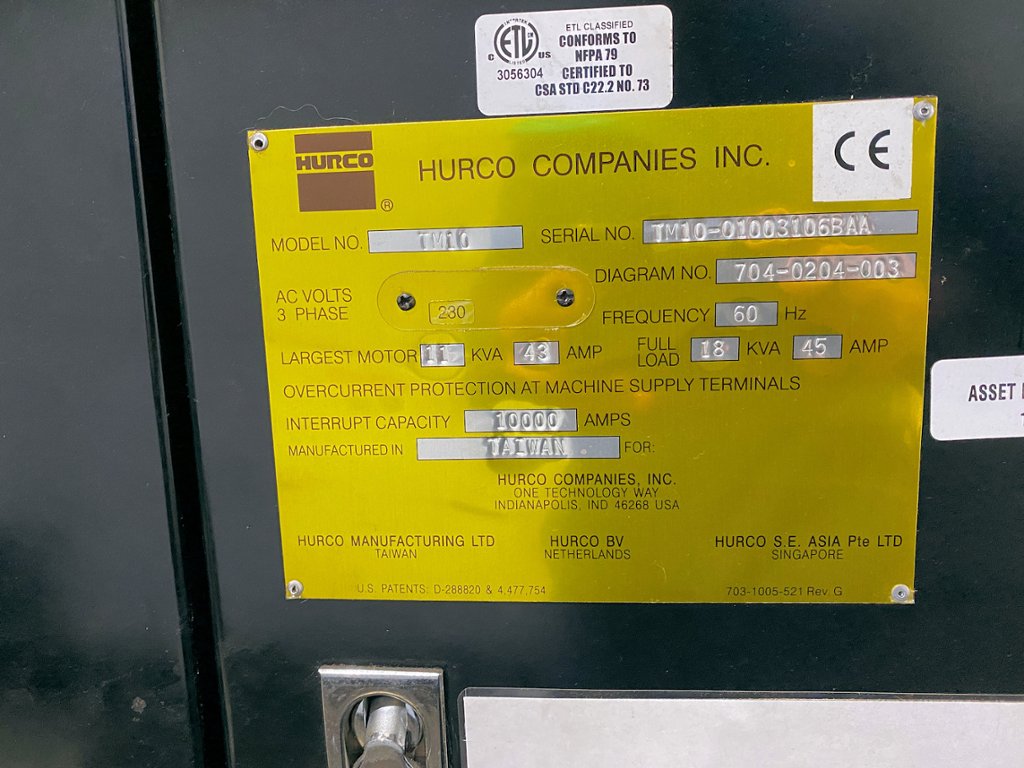 INTERTEK
ETL CLASSIFIED
ETL CM
LISTED
C US
CONFORMS TO
NFPA 79
3056304
CERTIFIED TO
CSA STD C22.2 NO. 73
HURCO
®
HURCO COMPANIES INC.
CE
MODEL NO. TM10 SERIAL NO. TM10-01003106BAA
DIAGRAM NO. 704-0204-003
AC VOLTS
3 PHASE
230
FREQUENCY 60 Hz
LARGEST MOTOR 11 KVA 43 AMP FULL LOAD 18 KVA 45 AMP
OVERCURRENT PROTECTION AT MACHINE SUPPLY TERMINALS
INTERRUPT CAPACITY 10000 AMPS
MANUFACTURED IN TAIWAN FOR:
HURCO COMPANIES, INC.
ONE TECHNOLOGY WAY
INDIANAPOLIS, IND 46268 USA
HURCO MANUFACTURING LTD HURCO BV HURCO S.E. ASIA Pte LTD
TAIWAN NETHERLANDS SINGAPORE
U.S. PATENTS: D-288820 & 4,477,754 703-1005-521 Rev. G
ASSET